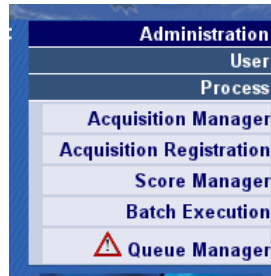 Administration
User
Process
Acquisition Manager
Acquisition Registration
Score Manager
Batch Execution
Queue Manager